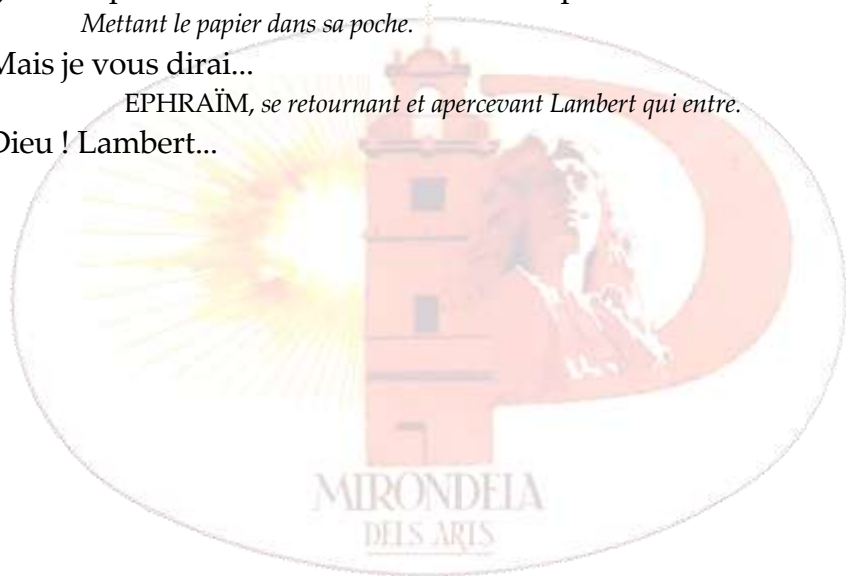 Mettant le papier dans sa poche.
Mais je vous dirai...
EPHRAÏM, se retournant et apercevant Lambert qui entre.
Dieu ! Lambert...
MIRONDELA
DELS ARTS